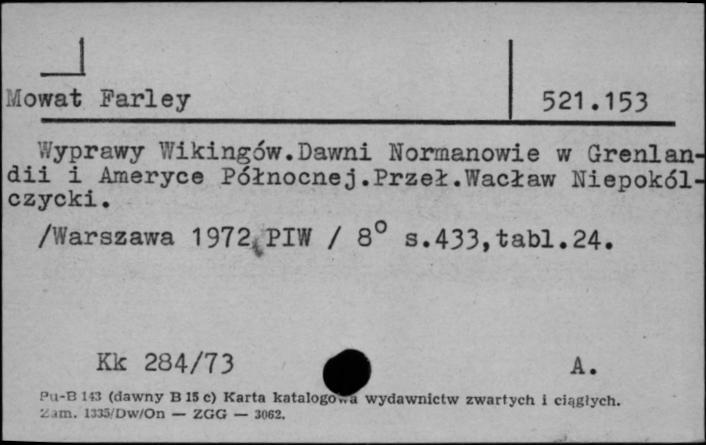 Mowat Farley
521.153
Wyprawy Wikingów.Dawni Normanowie w Grenlan-
dii i Ameryce Północnej.Przeł.Wacław Niepokól-
czycki.
/Warszawa 1972, PIW / 8° s.433,tabl.24.
Kk 284/73 A.
Pu-B 143 (dawny B 15 c) Karta katalogowa wydawnictw zwartych i ciągłych.
Zam. 1335/Dw/On — ZGG — 3062.